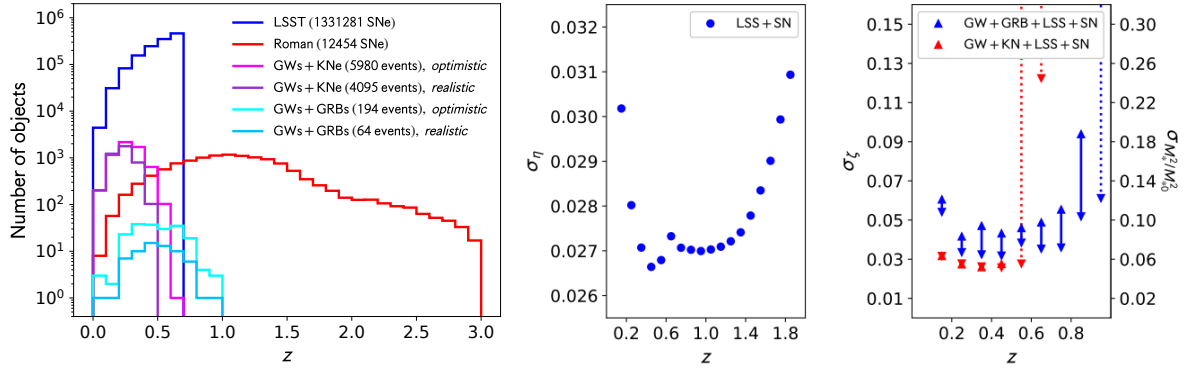 LSST (1331281 SNe)
Roman (12454 SNe)
GWs + KNe (5980 events), optimistic
GWs + KNe (4095 events), realistic
GWs + GRBs (194 events), optimistic
GWs + GRBs (64 events), realistic
Number of objects
10⁶
10⁵
10⁴
10³
10²
10¹
10⁰
0.0 0.5 1.0 1.5 2.0 2.5 3.0
z
LSS + SN
σ_η
0.032
0.031
0.030
0.029
0.028
0.027
0.026
0.2 0.6 1.0 1.4 1.8
z
GW + GRB + LSS + SN
GW + KN + LSS + SN
σ_ζ
0.15
0.13
0.11
0.09
0.07
0.05
0.03
0.01
0.2 0.4 0.6 0.8
z
0.30
0.26
0.22
0.18
0.14
0.10
0.06
0.02
σ_{M_*^2/M_{*0}^2}